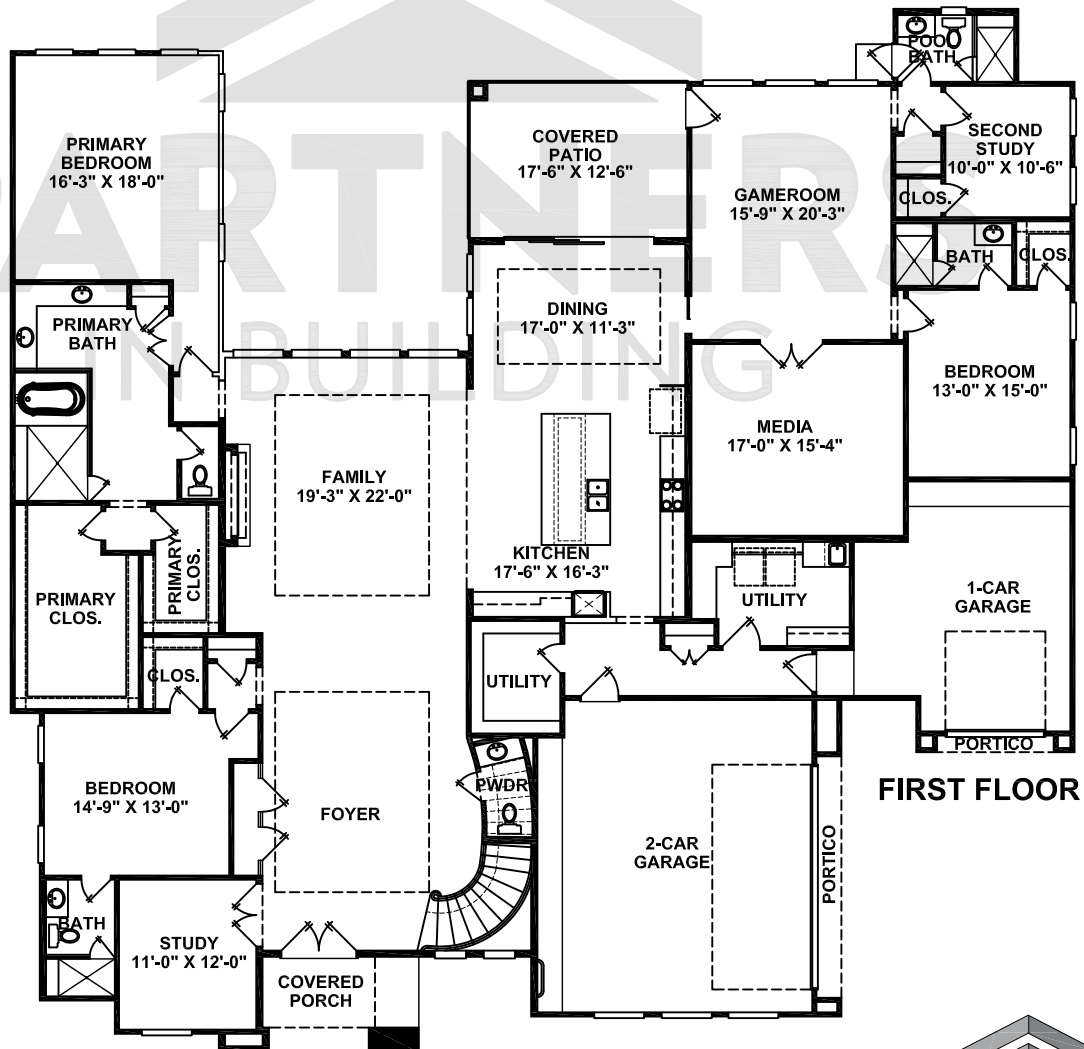 POOL
BATH
PRIMARY
BEDROOM
16'-3" X 18'-0"
COVERED
PATIO
17'-6" X 12'-6"
SECOND
STUDY
10'-0" X 10'-6"
GAMEROOM
15'-9" X 20'-3"
CLOS.
BATH
CLOS.
PARTNERS
IN BUILDING
PRIMARY
BATH
DINING
17'-0" X 11'-3"
BEDROOM
13'-0" X 15'-0"
MEDIA
17'-0" X 15'-4"
FAMILY
19'-3" X 22'-0"
KITCHEN
17'-6" X 16'-3"
PRIMARY
CLOS.
PRIMARY
CLOS.
UTILITY
1-CAR
GARAGE
CLOS.
UTILITY
PORTICO
FIRST FLOOR
BEDROOM
14'-9" X 13'-0"
PWDR
FOYER
2-CAR
GARAGE
PORTICO
BATH
STUDY
11'-0" X 12'-0"
COVERED
PORCH